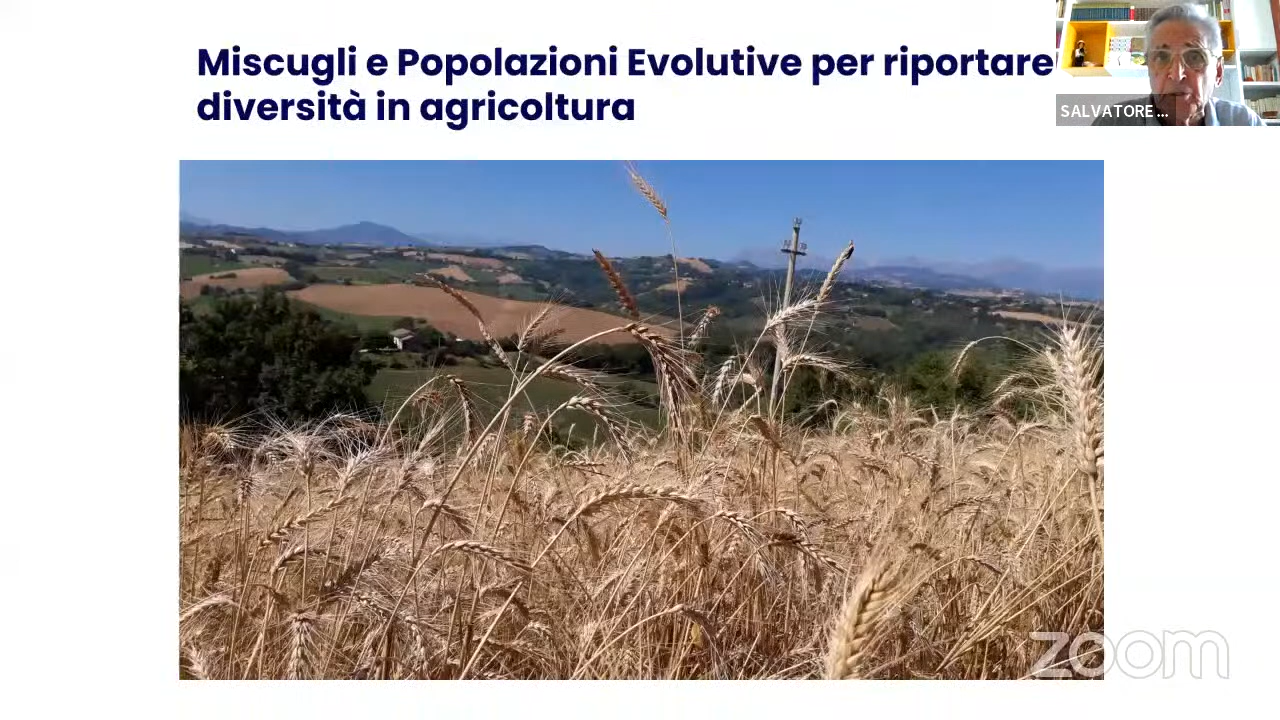 Miscugli e Popolazioni Evolutive per riportare
diversità in agricoltura
SALVATORE ...
zoom